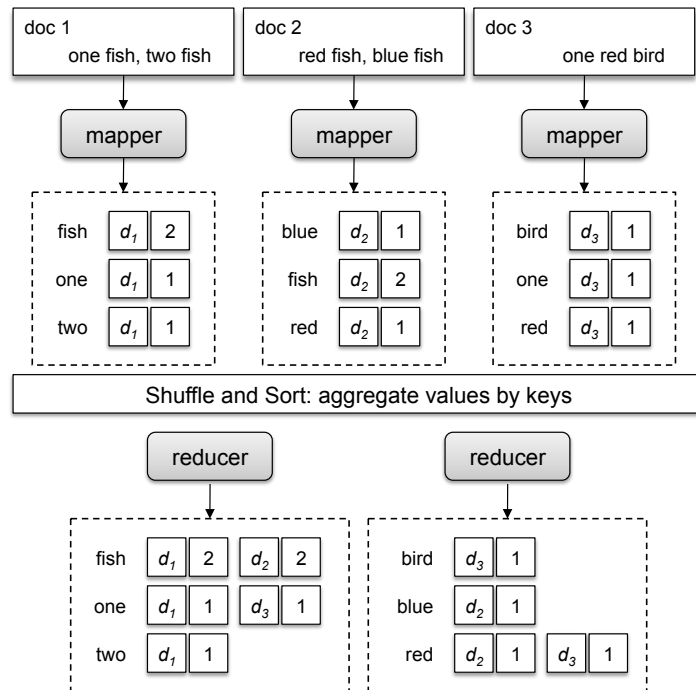 doc 1
one fish, two fish
doc 2
red fish, blue fish
doc 3
one red bird
mapper
mapper
mapper
fish d1 2
one d1 1
two d1 1
blue d2 1
fish d2 2
red d2 1
bird d3 1
one d3 1
red d3 1
Shuffle and Sort: aggregate values by keys
reducer
reducer
fish d1 2 d2 2
one d1 1 d3 1
two d1 1
bird d3 1
blue d2 1
red d2 1 d3 1